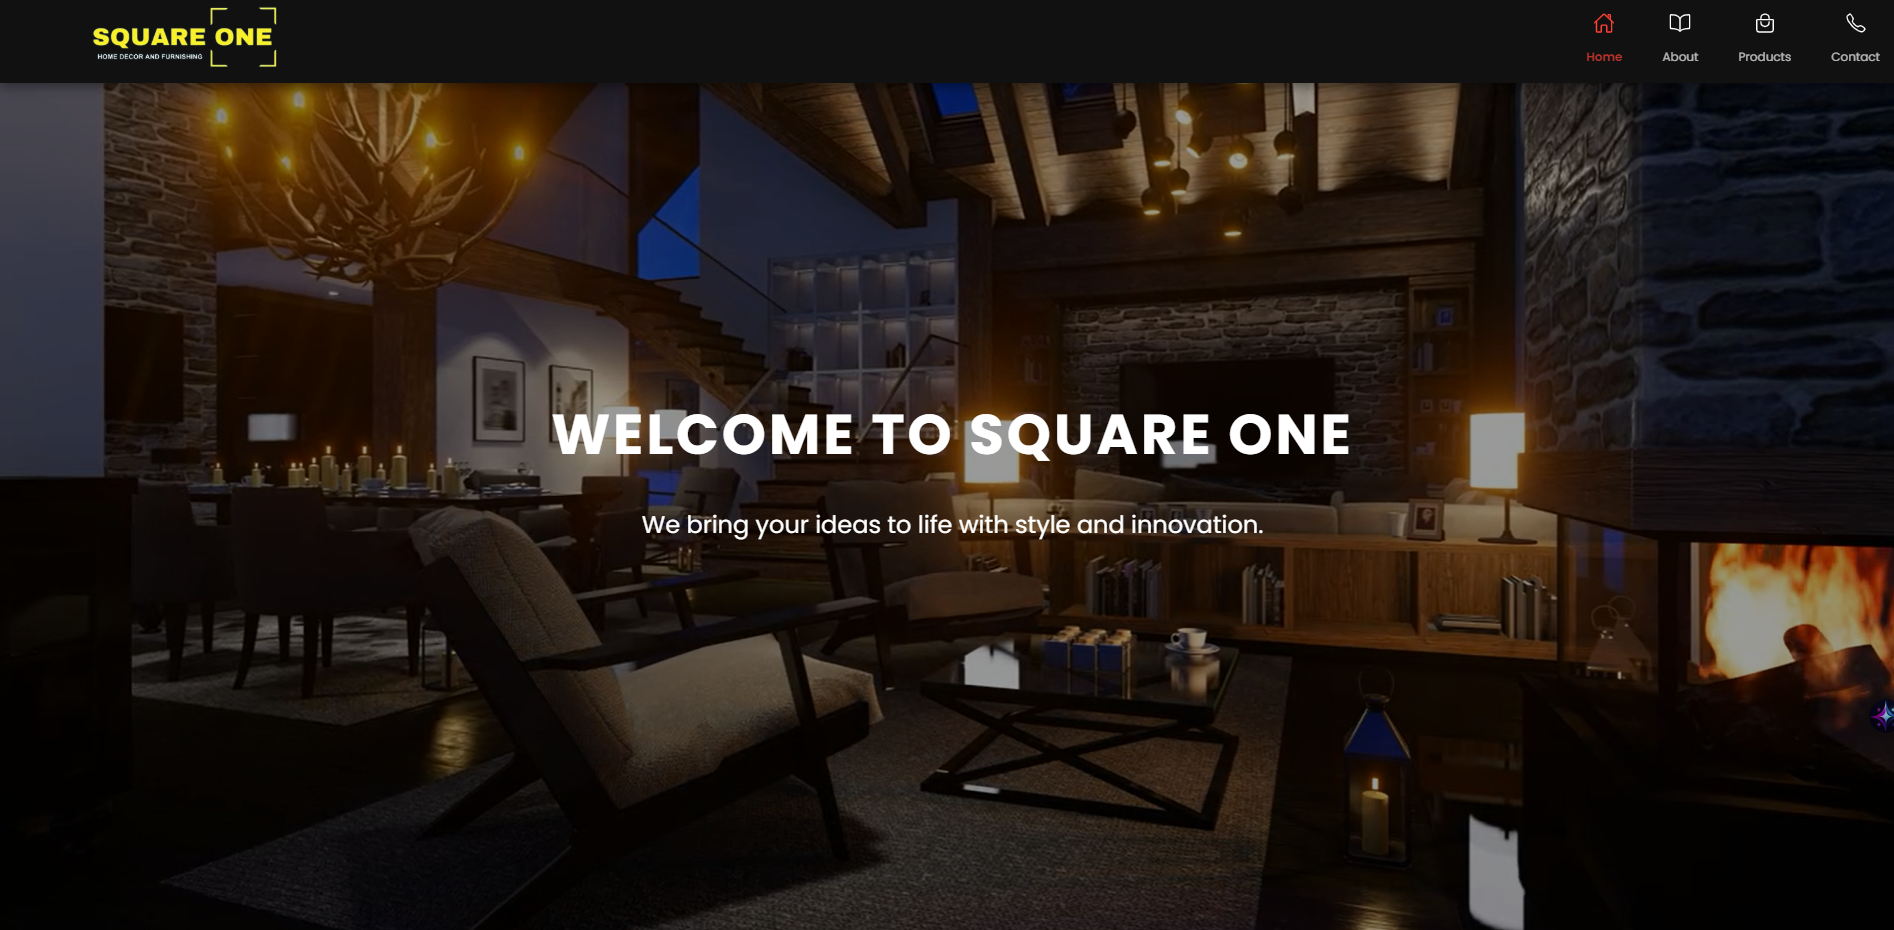 SQUARE ONE
HOME DECOR AND FURNISHING
Home
About
Products
Contact
WELCOME TO SQUARE ONE
We bring your ideas to life with style and innovation.